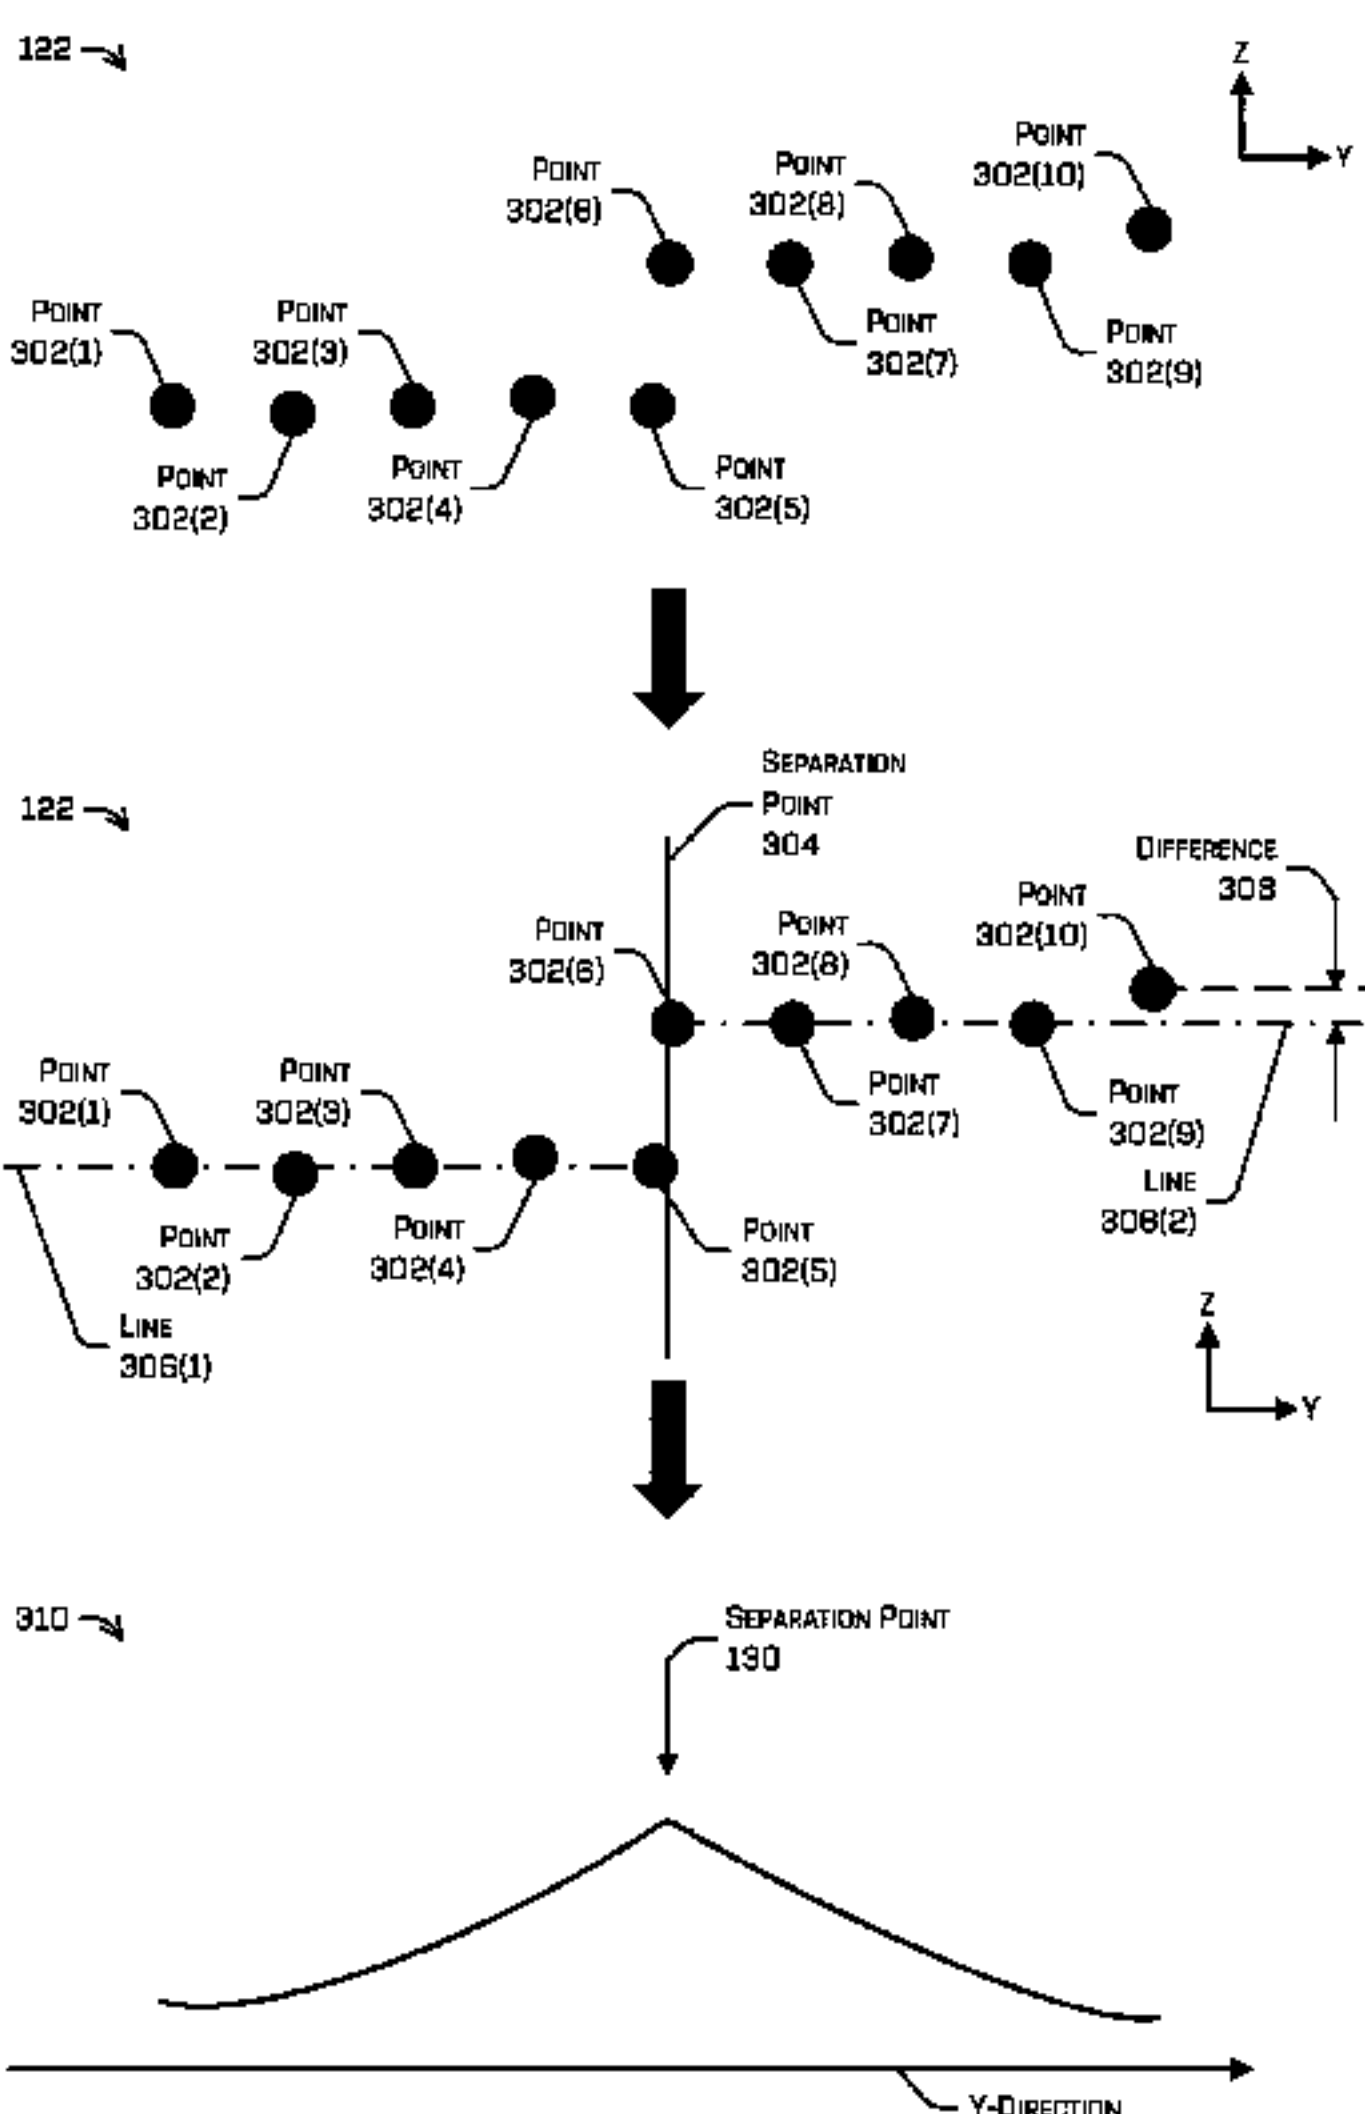 122
Z
Y
POINT
302(10)
POINT
302(6)
POINT
302(8)
POINT
302(1)
POINT
302(3)
POINT
302(7)
POINT
302(9)
POINT
302(2)
POINT
302(4)
POINT
302(5)
SEPARATION
POINT
304
122
DIFFERENCE
308
POINT
302(10)
POINT
302(6)
POINT
302(8)
POINT
302(1)
POINT
302(3)
POINT
302(7)
POINT
302(9)
LINE
306(2)
POINT
302(2)
POINT
302(4)
POINT
302(5)
LINE
306(1)
Z
Y
310
SEPARATION POINT
130
Y-DIRECTION